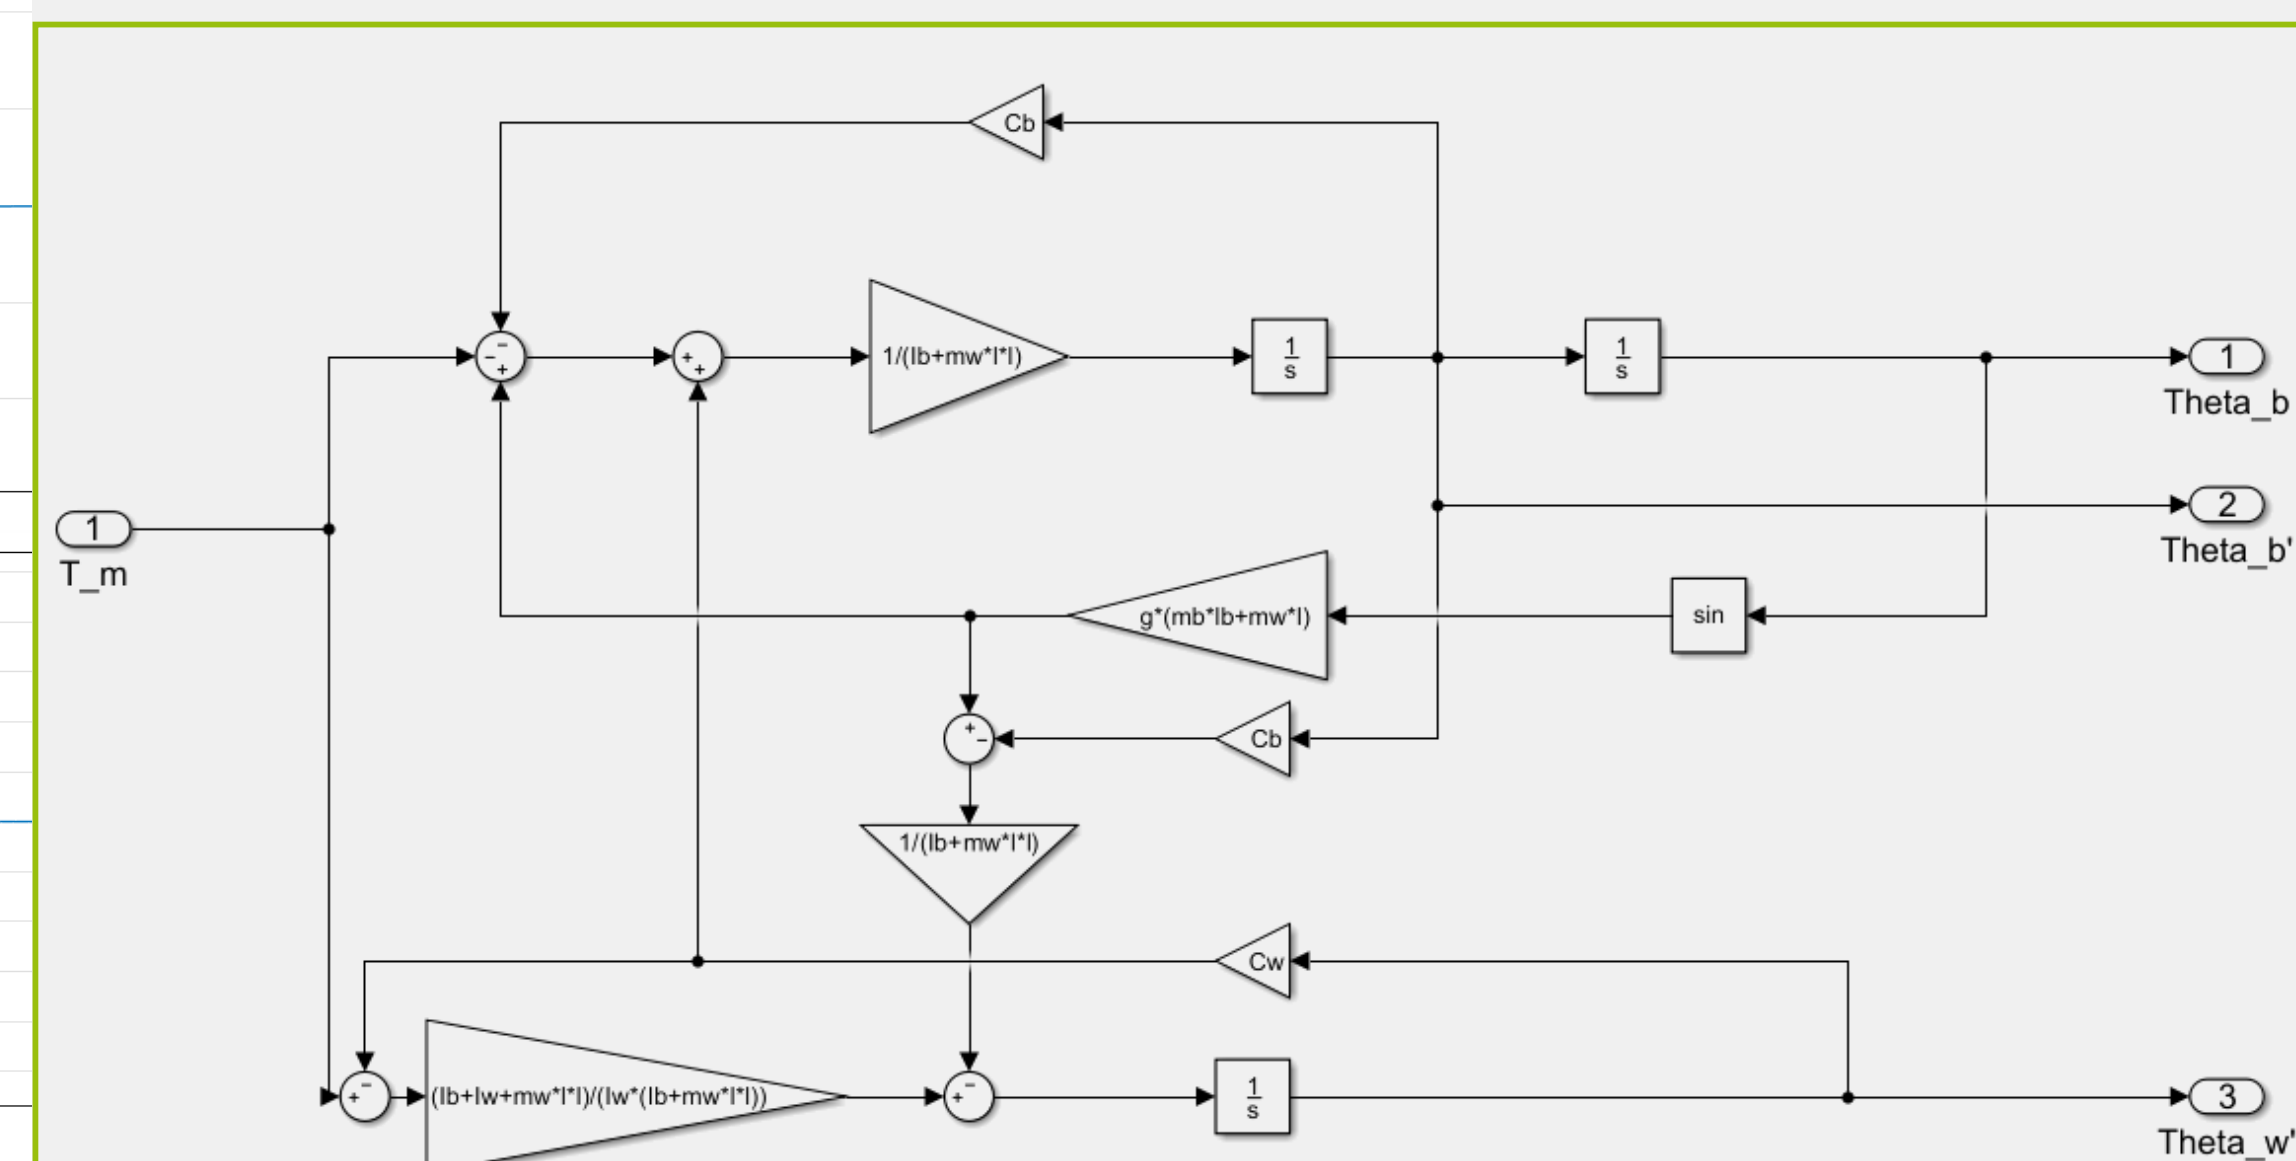 Cb
1/(Ib+mw*l*l)
1
s
1
s
1
Theta_b
1
T_m
2
Theta_b'
g*(mb*lb+mw*l)
sin
Cb
1/(Ib+mw*l*l)
Cw
(Ib+Iw+mw*l*l)/(Iw*(Ib+mw*l*l))
1
s
3
Theta_w'